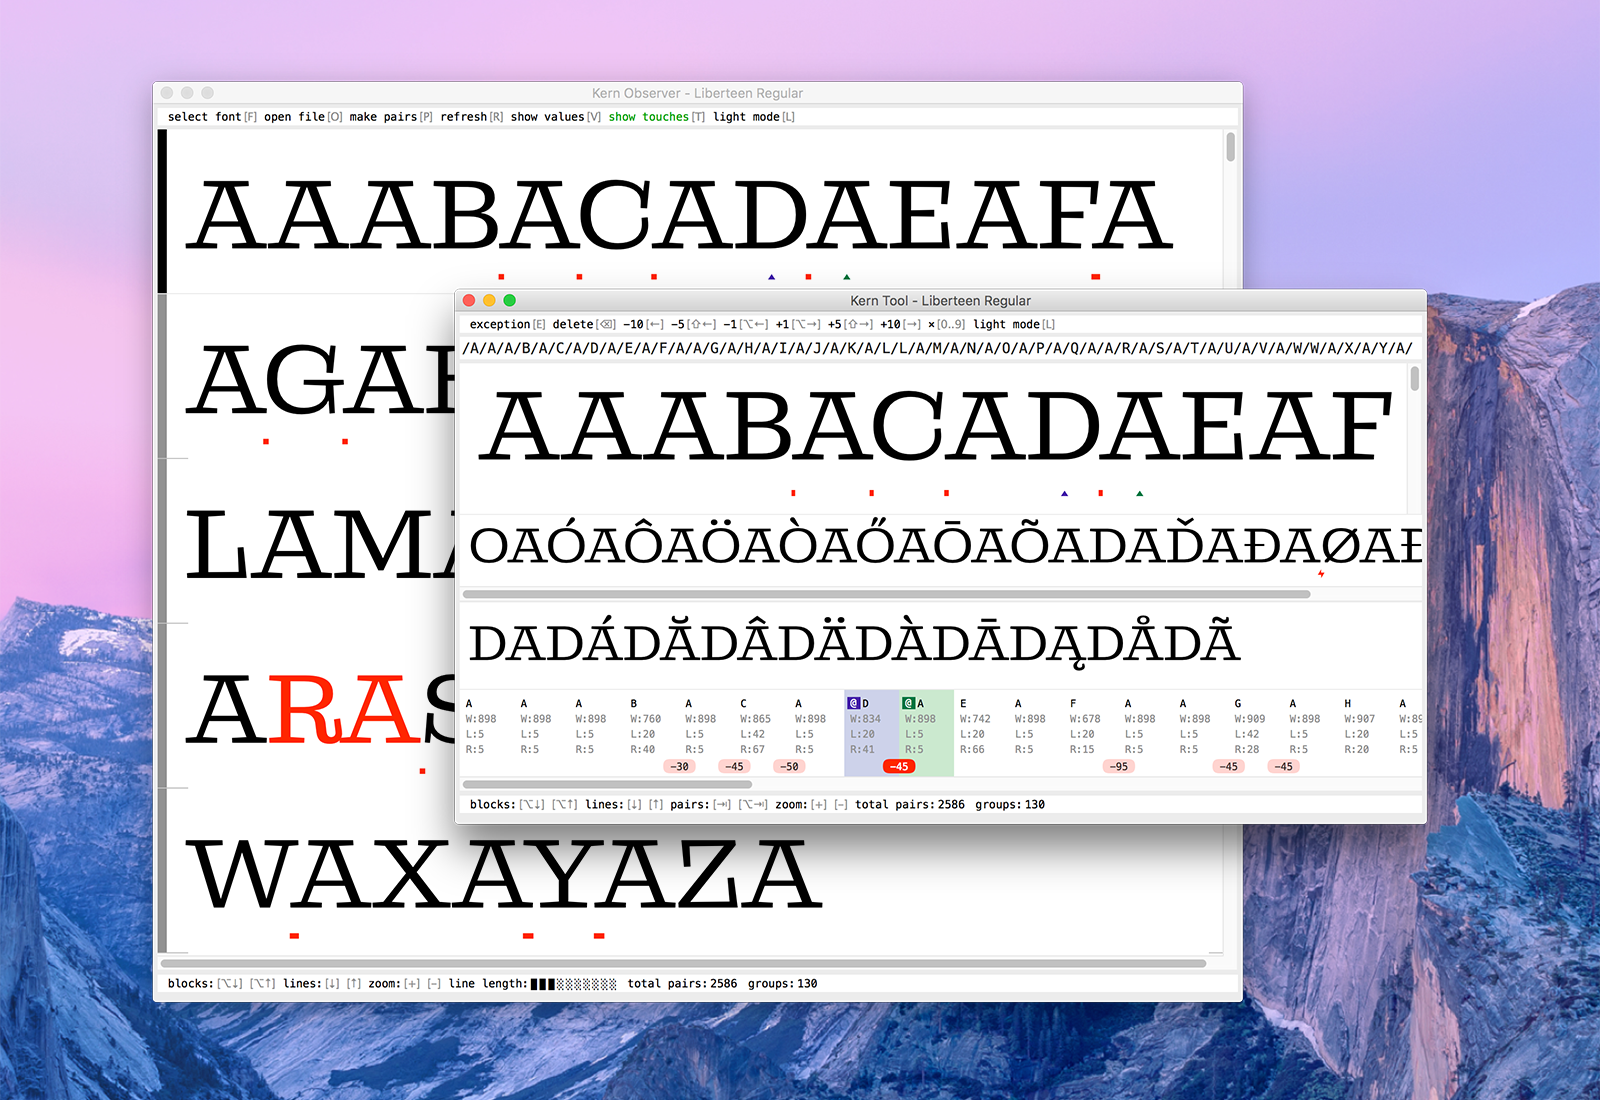 Kern Observer - Liberteen Regular
select font[F] open file[O] make pairs[P] refresh[R] show values[V] show touches[T] light mode[L]
AAABACADAEAFA
AGAH
LAMA
ARAS
WAXAYAZA
blocks:[⌥↓] [⌥↑] lines:[↓] [↑] zoom:[+] [-] line length:███░░░░░░░ total pairs:2586 groups:130
Kern Tool - Liberteen Regular
exception[E] delete[⌫] -10[←] -5[⇧←] -1[⌥←] +1[⌥→] +5[⇧→] +10[→] ×[0..9] light mode[L]
/A/A/A/B/A/C/A/D/A/E/A/F/A/A/G/A/H/A/I/A/J/A/K/A/L/L/A/M/A/N/A/O/A/P/A/Q/A/A/R/A/S/A/T/A/U/A/V/A/W/W/A/X/A/Y/A/
AAABACADAEAF
OAÓAÔAÖAÒAŐAŌAÕADAĎAĐAØAĐ
DADÁDĂDÂDÄDÀDĀDĄDÅDÃ
A A A B A C A @D @A E A F A A G A H A
W:898 W:898 W:898 W:760 W:898 W:865 W:898 W:834 W:898 W:742 W:898 W:678 W:898 W:898 W:909 W:898 W:907 W:89
L:5 L:5 L:5 L:20 L:5 L:42 L:5 L:20 L:5 L:20 L:5 L:20 L:5 L:5 L:42 L:5 L:20 L:5
R:5 R:5 R:5 R:40 R:5 R:67 R:5 R:41 R:5 R:66 R:5 R:15 R:5 R:5 R:28 R:5 R:20 R:5
-30 -45 -50 -45 -95 -45 -45
blocks:[⌥↓] [⌥↑] lines:[↓] [↑] pairs:[⇥] [⌥⇥] zoom:[+] [-] total pairs:2586 groups:130